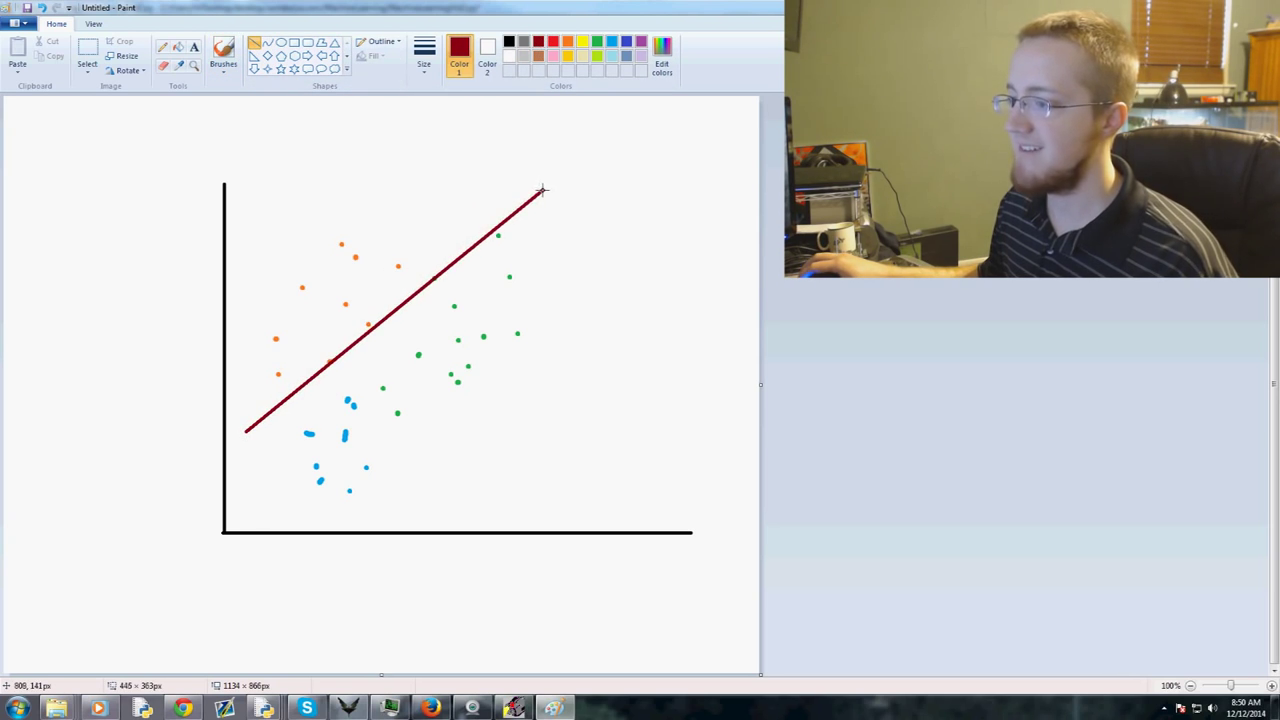 Untitled - Paint
Home View
Paste
Cut
Copy
Clipboard
Select
Crop
Resize
Rotate
Image
Tools
Brushes
Shapes
Outline
Fill
Size
Color 1
Color 2
Edit colors
Colors
809, 141px
445 × 363px
1134 × 866px
100%
8:50 AM
12/12/2014